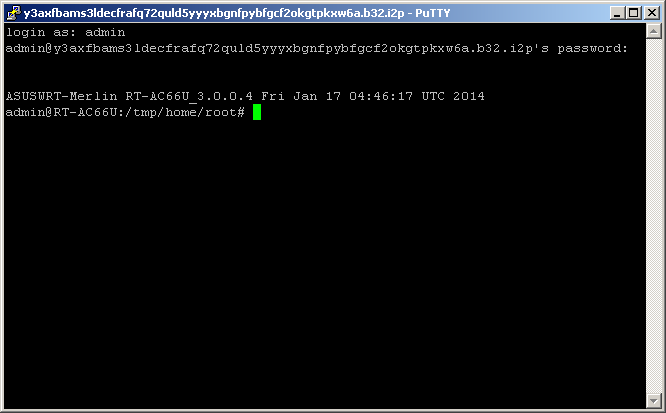 y3axfbams3ldecfrafq72quld5yyyxbgnfpybfgcf2okgtpkxw6a.b32.i2p - PuTTY
login as: admin
admin@y3axfbams3ldecfrafq72quld5yyyxbgnfpybfgcf2okgtpkxw6a.b32.i2p's password:
ASUSWRT-Merlin RT-AC66U_3.0.0.4 Fri Jan 17 04:46:17 UTC 2014
admin@RT-AC66U:/tmp/home/root#